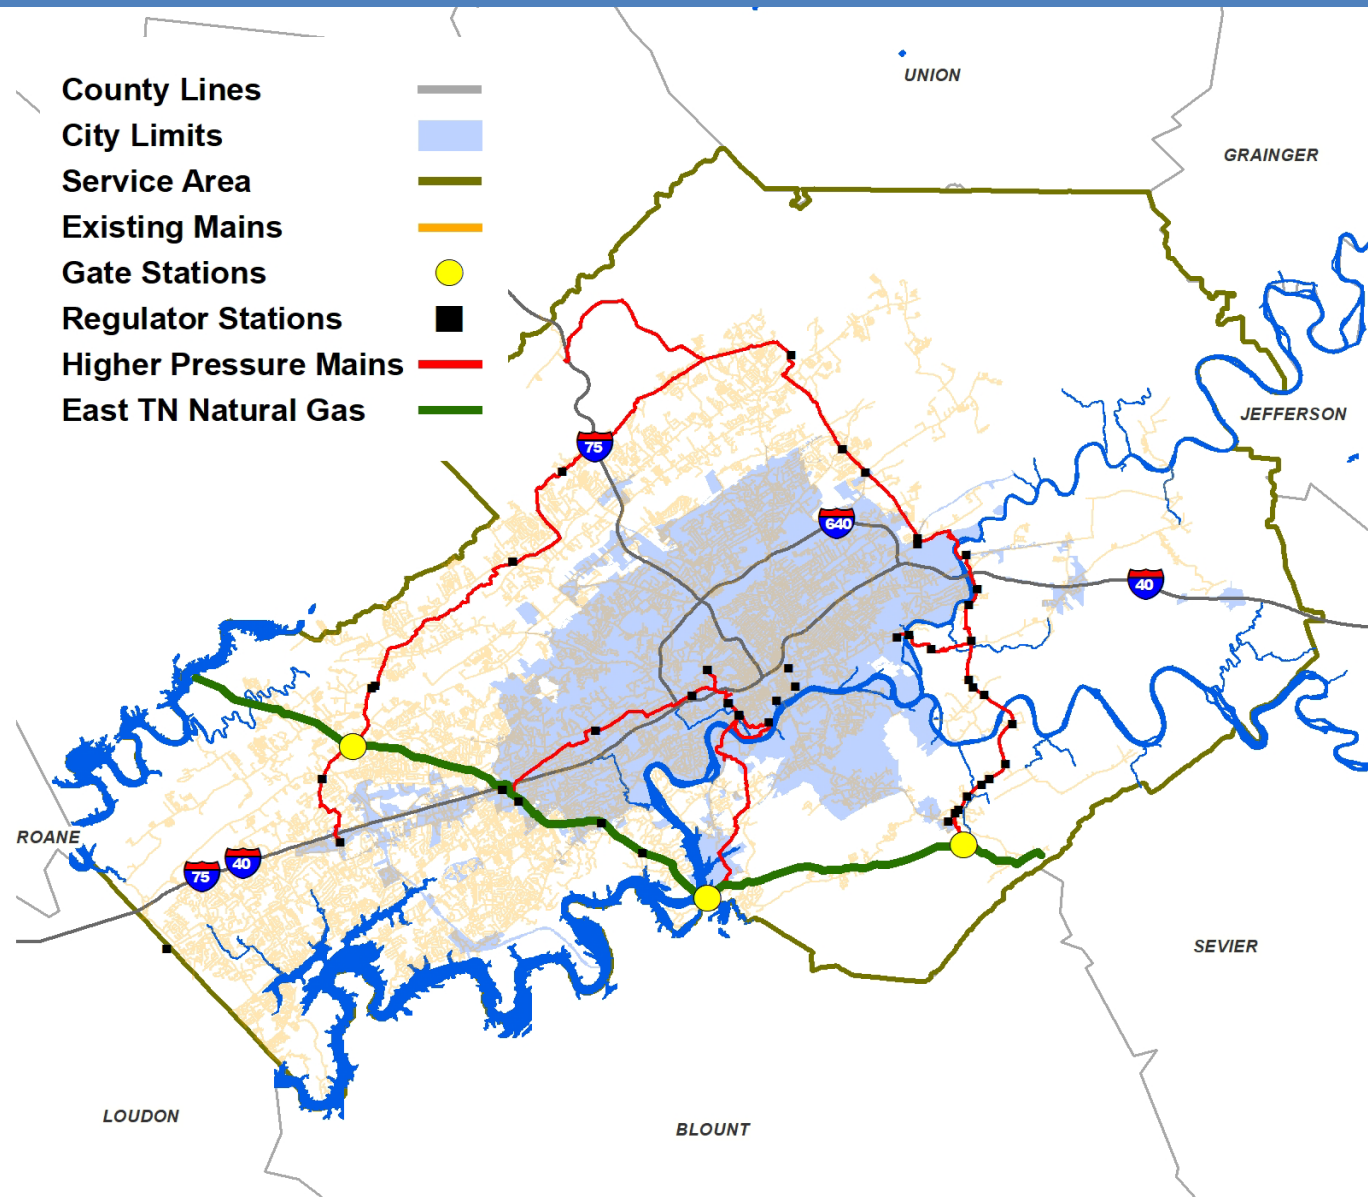 UNION
County Lines
City Limits
GRAINGER
Service Area
Existing Mains
Gate Stations
Regulator Stations
Higher Pressure Mains
East TN Natural Gas
JEFFERSON
75
640
40
ROANE
75
40
SEVIER
LOUDON
BLOUNT